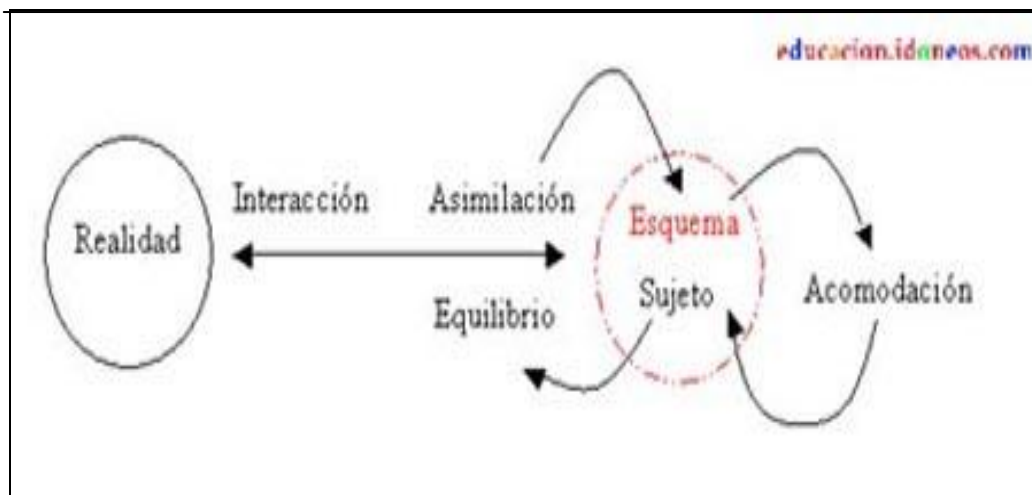 educacion.idoneos.com
Interacción
Asimilación
Esquema
Realidad
Sujeto
Acomodación
Equilibrio